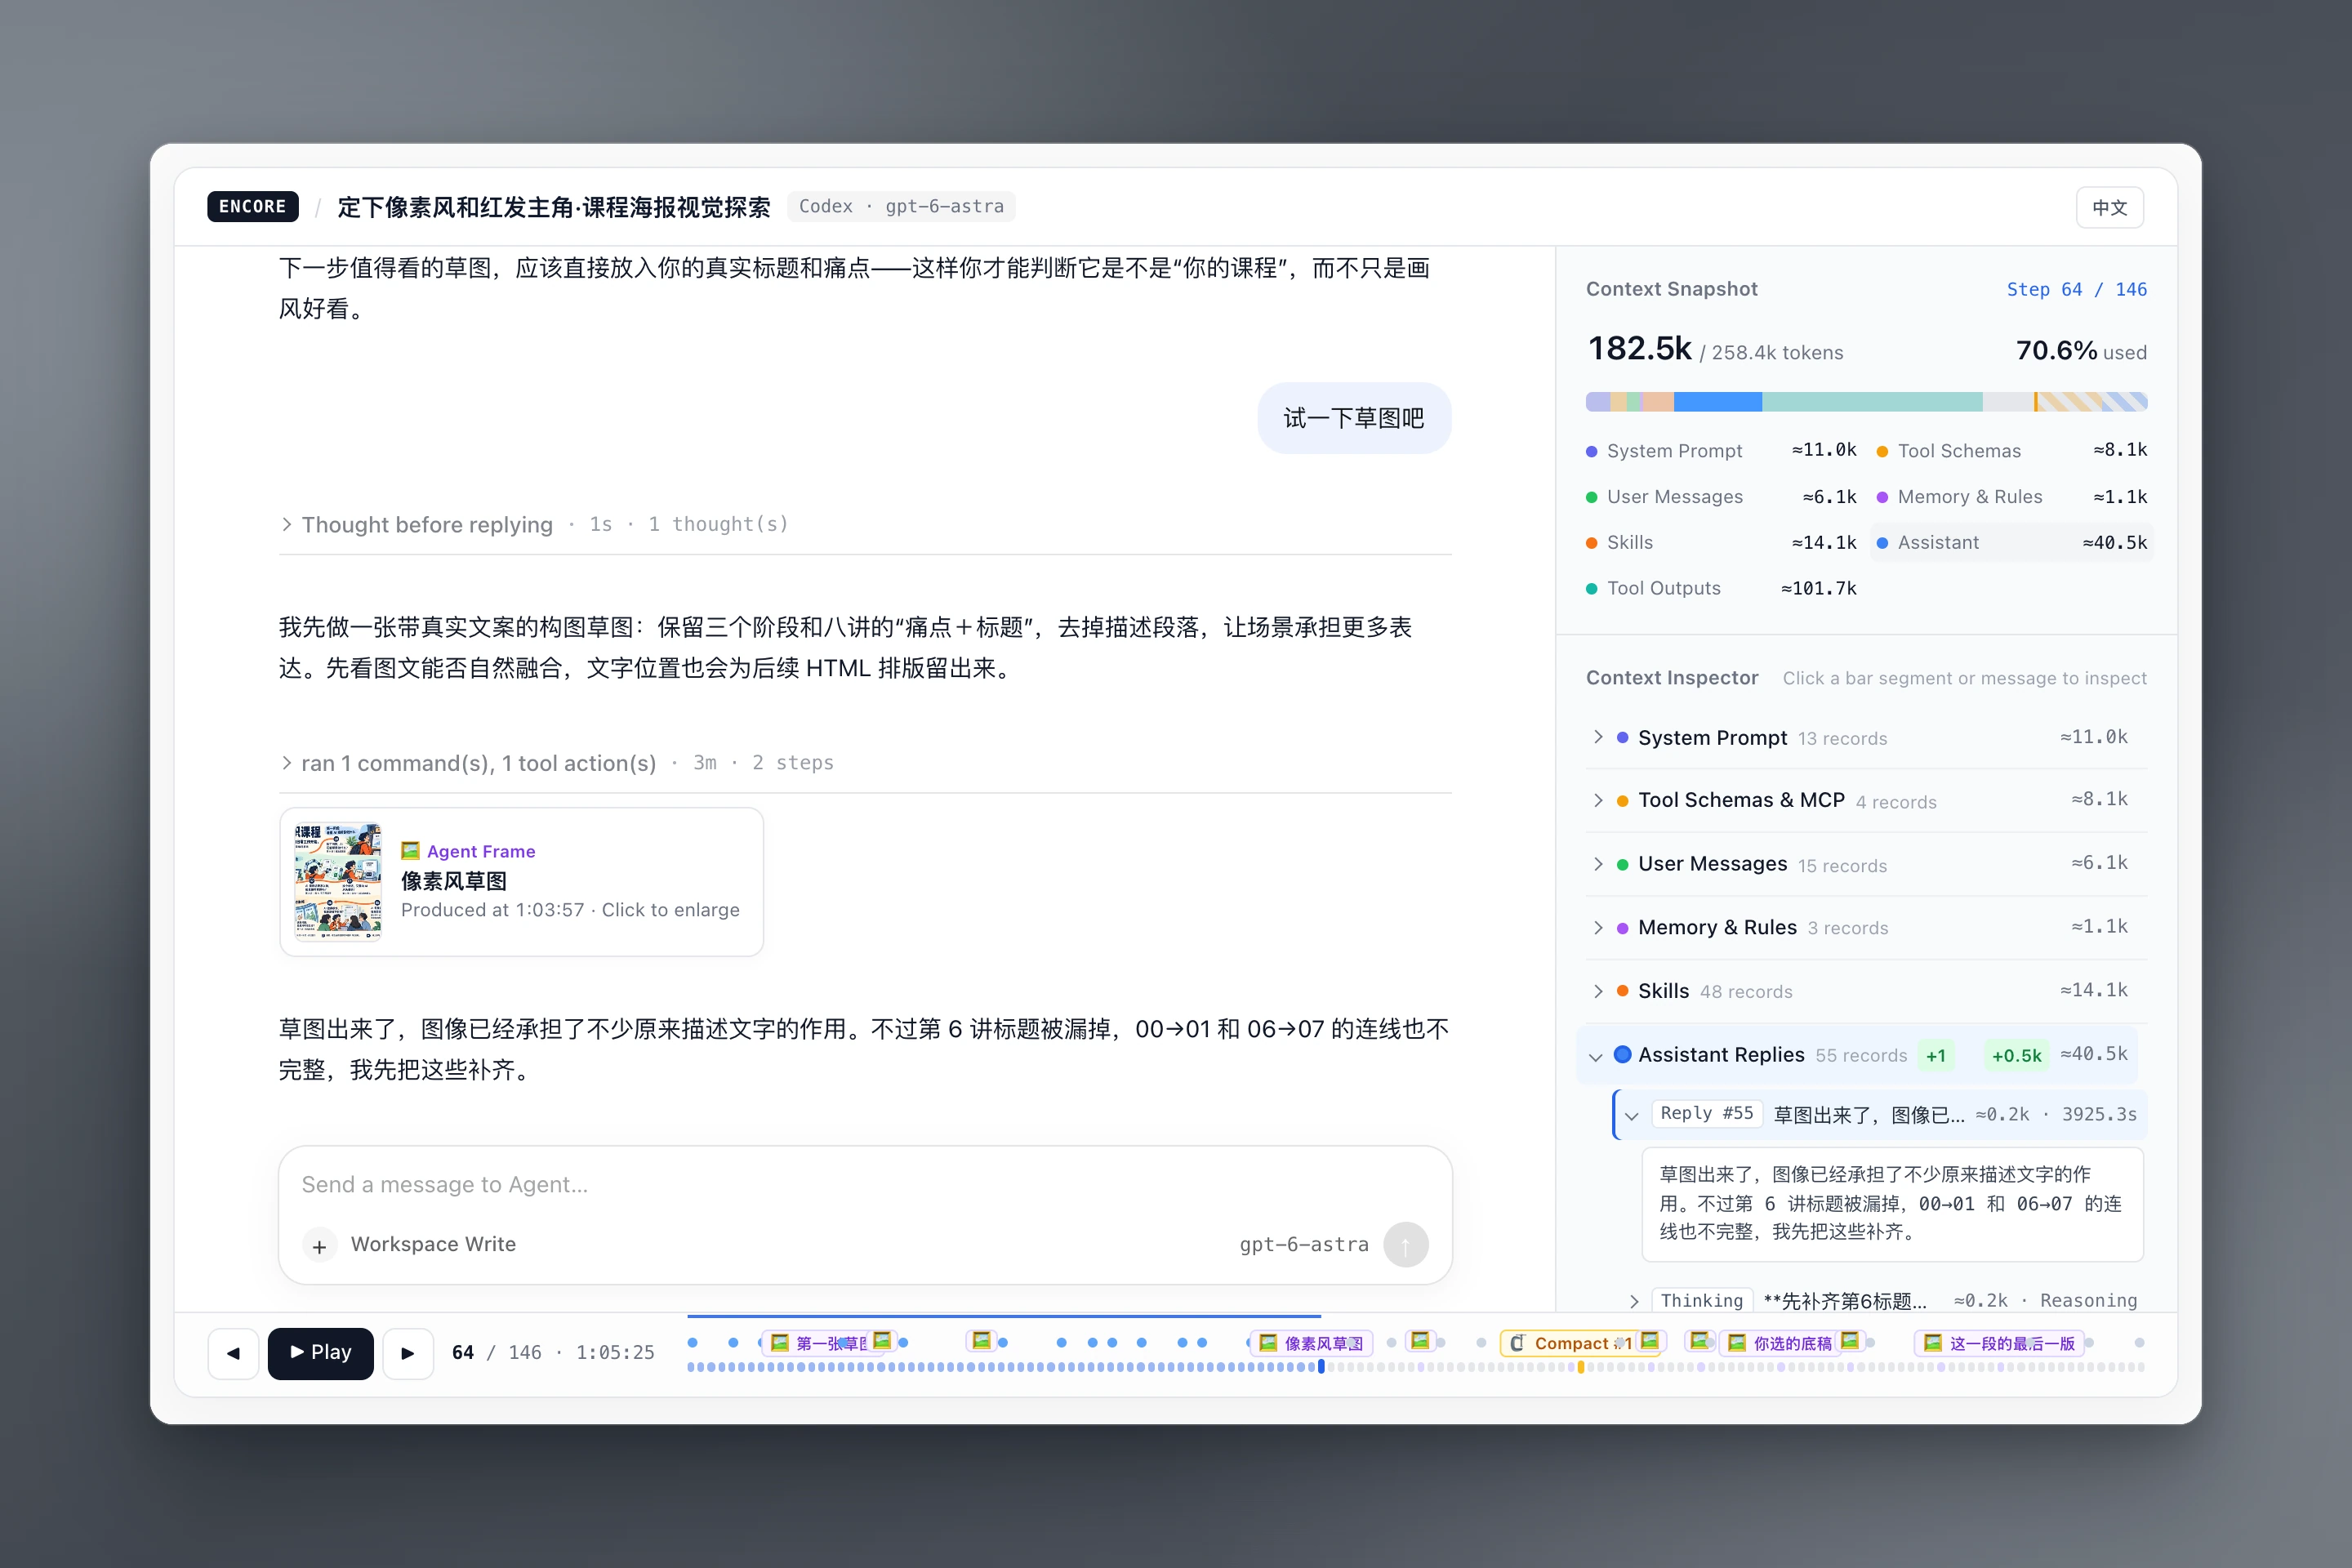 ENCORE / 定下像素风和红发主角·课程海报视觉探索 Codex · gpt-6-astra
中文
下一步值得看的草图，应该直接放入你的真实标题和痛点——这样你才能判断它是不是“你的课程”，而不只是画
风好看。
试一下草图吧
Thought before replying · 1s · 1 thought(s)
我先做一张带真实文案的构图草图：保留三个阶段和八讲的“痛点＋标题”，去掉描述段落，让场景承担更多表
达。先看图文能否自然融合，文字位置也会为后续 HTML 排版留出来。
ran 1 command(s), 1 tool action(s) · 3m · 2 steps
Agent Frame
像素风草图
Produced at 1:03:57 · Click to enlarge
草图出来了，图像已经承担了不少原来描述文字的作用。不过第 6 讲标题被漏掉，00→01 和 06→07 的连线也不
完整，我先把这些补齐。
Send a message to Agent...
+ Workspace Write
gpt-6-astra ↑
Context Snapshot
Step 64 / 146
182.5k / 258.4k tokens
70.6% used
System Prompt ≈11.0k
Tool Schemas ≈8.1k
User Messages ≈6.1k
Memory & Rules ≈1.1k
Skills ≈14.1k
Assistant ≈40.5k
Tool Outputs ≈101.7k
Context Inspector
Click a bar segment or message to inspect
System Prompt 13 records ≈11.0k
Tool Schemas & MCP 4 records ≈8.1k
User Messages 15 records ≈6.1k
Memory & Rules 3 records ≈1.1k
Skills 48 records ≈14.1k
Assistant Replies 55 records +1 +0.5k ≈40.5k
Reply #55 草图出来了，图像已... ≈0.2k · 3925.3s
草图出来了，图像已经承担了不少原来描述文字的作
用。不过第 6 讲标题被漏掉，00→01 和 06→07 的连
线也不完整，我先把这些补齐。
Thinking **先补齐第6标题... ≈0.2k · Reasoning
Play
64 / 146 · 1:05:25
第一张草图
像素风草图
Compact #1
你选的底稿
这一段的最后一版